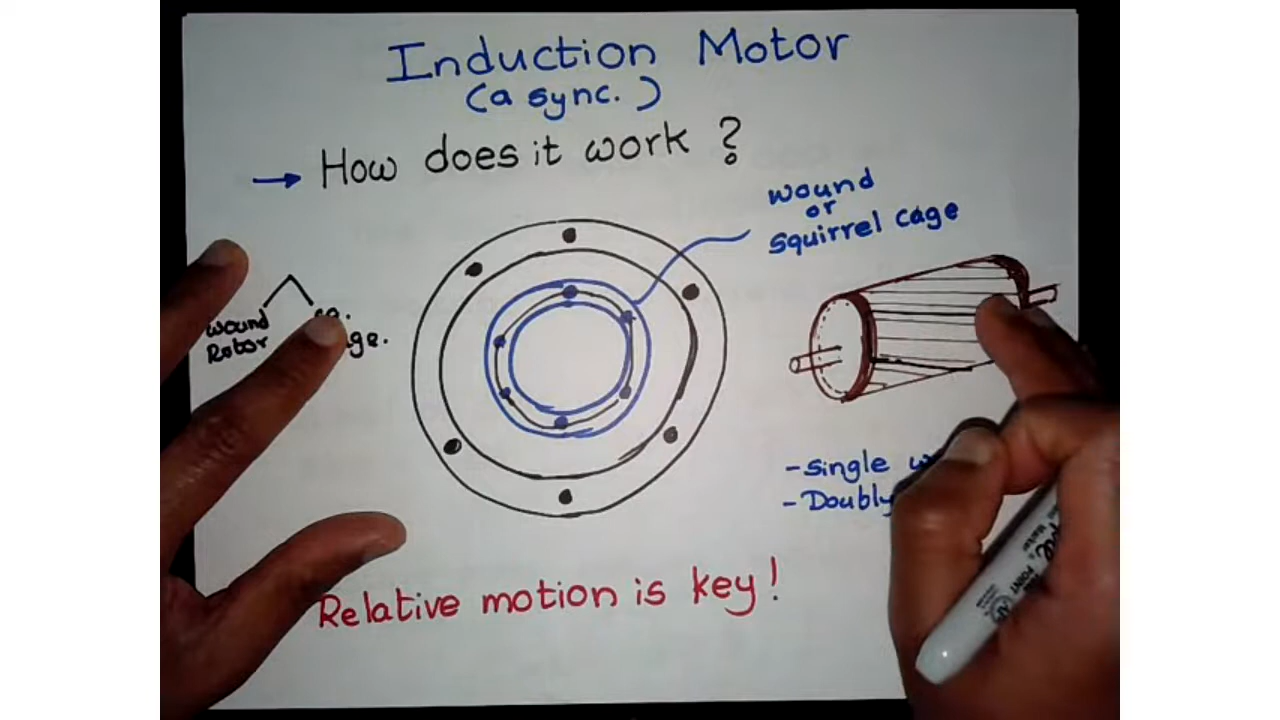 Induction Motor
(a sync.)
→ How does it work ?
wound
or
Squirrel cage
wound
Rotor
- Single
- Doubly
Relative motion is key!
POINT